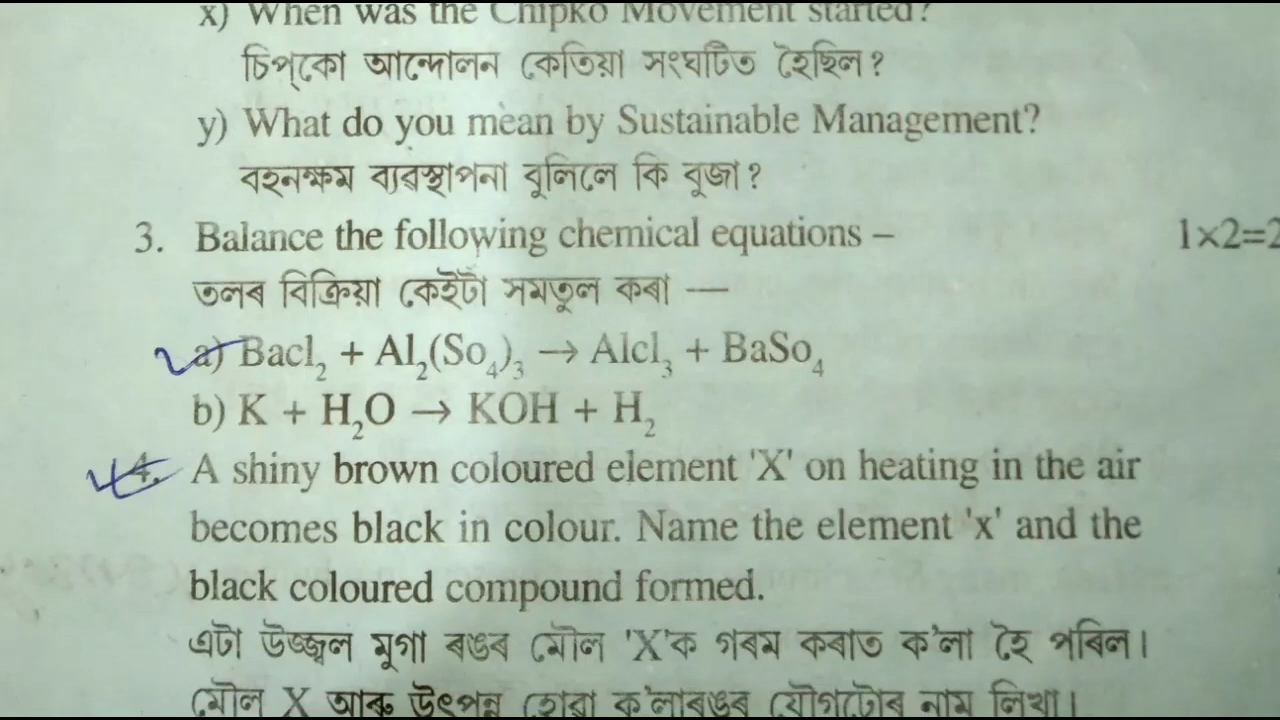 x) When was the Chipko Movement started?
চিপ্‌কো আন্দোলন কেতিয়া সংঘটিত হৈছিল?
y) What do you mean by Sustainable Management?
বহনক্ষম ব্যৱস্থাপনা বুলিলে কি বুজা?
3. Balance the following chemical equations – 1×2=2
তলৰ বিক্ৰিয়া কেইটা সমতুল কৰা —
a) Bacl₂ + Al₂(So₄)₃ → Alcl₃ + BaSo₄
b) K + H₂O → KOH + H₂
4. A shiny brown coloured element 'X' on heating in the air
becomes black in colour. Name the element 'x' and the
black coloured compound formed.
এটা উজ্জ্বল মুগা ৰঙৰ মৌল 'X'ক গৰম কৰাত ক'লা হৈ পৰিল।
মৌল X আৰু উৎপন্ন হোৱা ক'লাৰঙৰ যৌগটোৰ নাম লিখা।